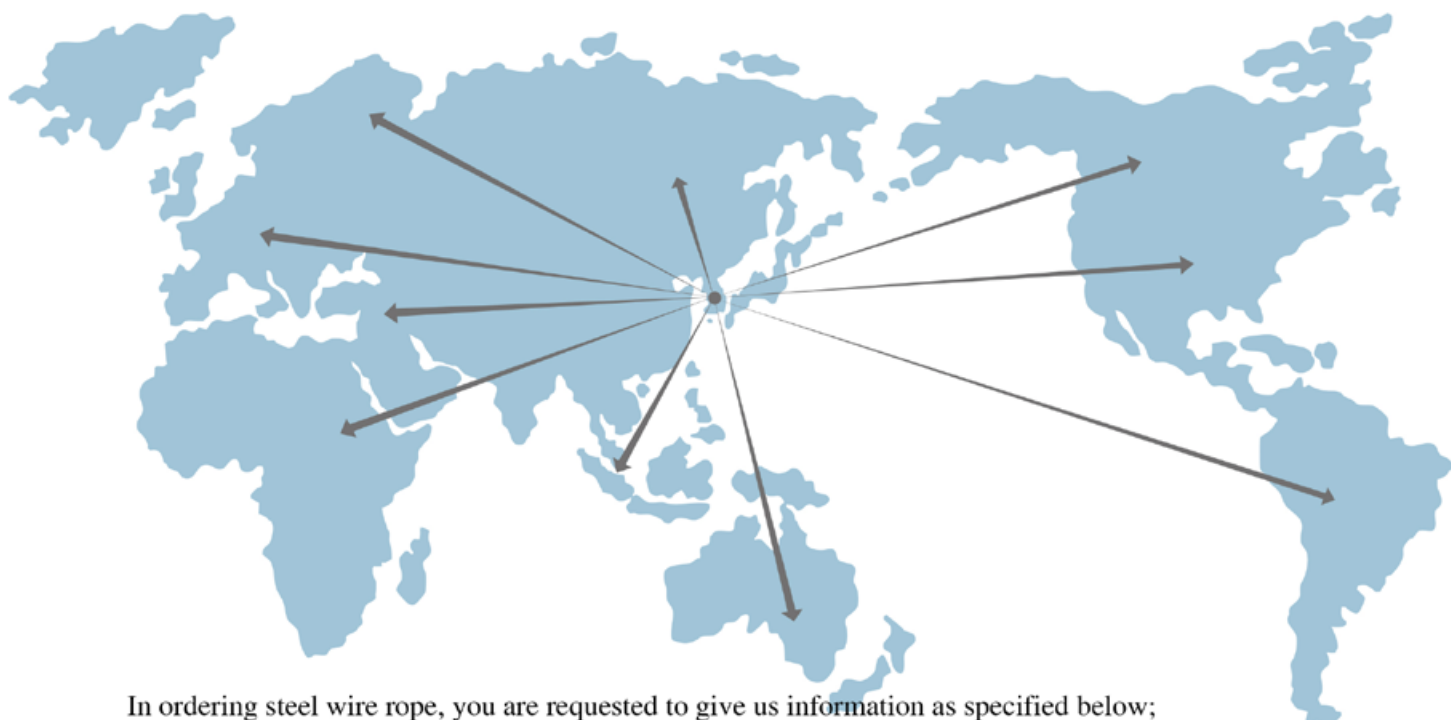 In ordering steel wire rope, you are requested to give us information as specified below;